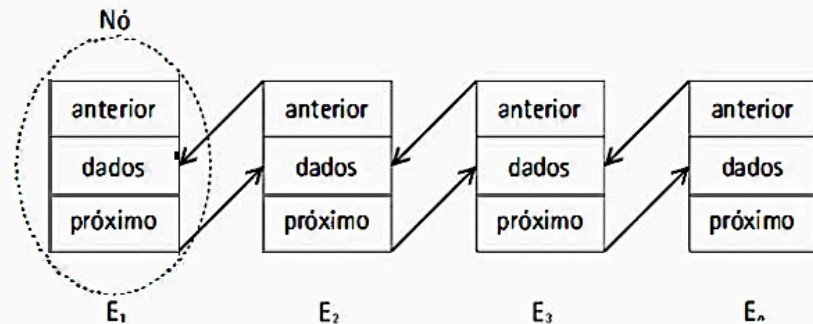 Nó
anterior anterior anterior anterior
dados dados dados dados
próximo próximo próximo próximo
E₁ E₂ E₃